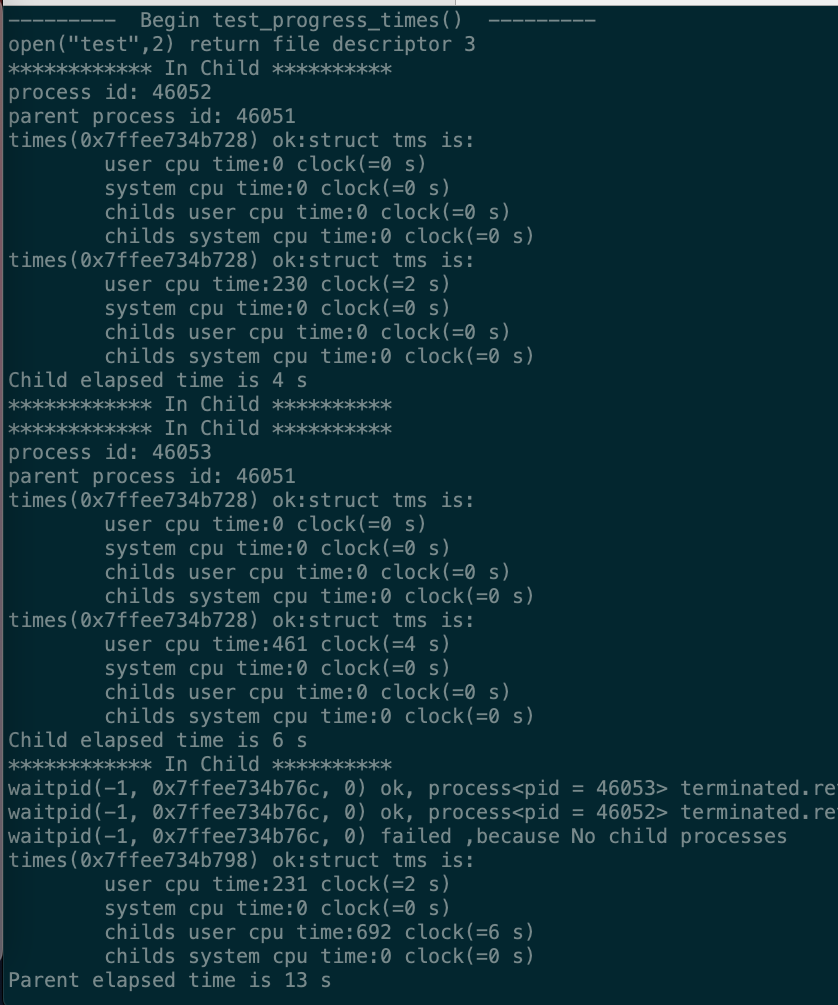 ---------  Begin test_progress_times()  ---------
open("test",2) return file descriptor 3
************ In Child **********
process id: 46052
parent process id: 46051
times(0x7ffee734b728) ok:struct tms is:
        user cpu time:0 clock(=0 s)
        system cpu time:0 clock(=0 s)
        childs user cpu time:0 clock(=0 s)
        childs system cpu time:0 clock(=0 s)
times(0x7ffee734b728) ok:struct tms is:
        user cpu time:230 clock(=2 s)
        system cpu time:0 clock(=0 s)
        childs user cpu time:0 clock(=0 s)
        childs system cpu time:0 clock(=0 s)
Child elapsed time is 4 s
************ In Child **********
************ In Child **********
process id: 46053
parent process id: 46051
times(0x7ffee734b728) ok:struct tms is:
        user cpu time:0 clock(=0 s)
        system cpu time:0 clock(=0 s)
        childs user cpu time:0 clock(=0 s)
        childs system cpu time:0 clock(=0 s)
times(0x7ffee734b728) ok:struct tms is:
        user cpu time:461 clock(=4 s)
        system cpu time:0 clock(=0 s)
        childs user cpu time:0 clock(=0 s)
        childs system cpu time:0 clock(=0 s)
Child elapsed time is 6 s
************ In Child **********
waitpid(-1, 0x7ffee734b76c, 0) ok, process<pid = 46053> terminated.re
waitpid(-1, 0x7ffee734b76c, 0) ok, process<pid = 46052> terminated.re
waitpid(-1, 0x7ffee734b76c, 0) failed ,because No child processes
times(0x7ffee734b798) ok:struct tms is:
        user cpu time:231 clock(=2 s)
        system cpu time:0 clock(=0 s)
        childs user cpu time:692 clock(=6 s)
        childs system cpu time:0 clock(=0 s)
Parent elapsed time is 13 s